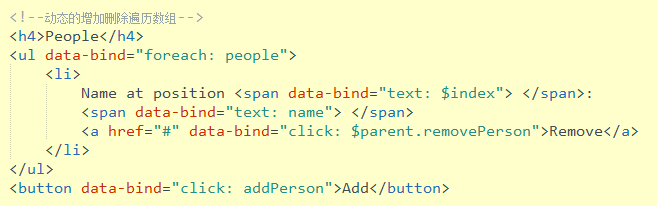 <!--动态的增加删除遍历数组-->
<h4>People</h4>
<ul data-bind="foreach: people">
    <li>
        Name at position <span data-bind="text: $index"> </span>:
        <span data-bind="text: name"> </span>
        <a href="#" data-bind="click: $parent.removePerson">Remove</a>
    </li>
</ul>
<button data-bind="click: addPerson">Add</button>